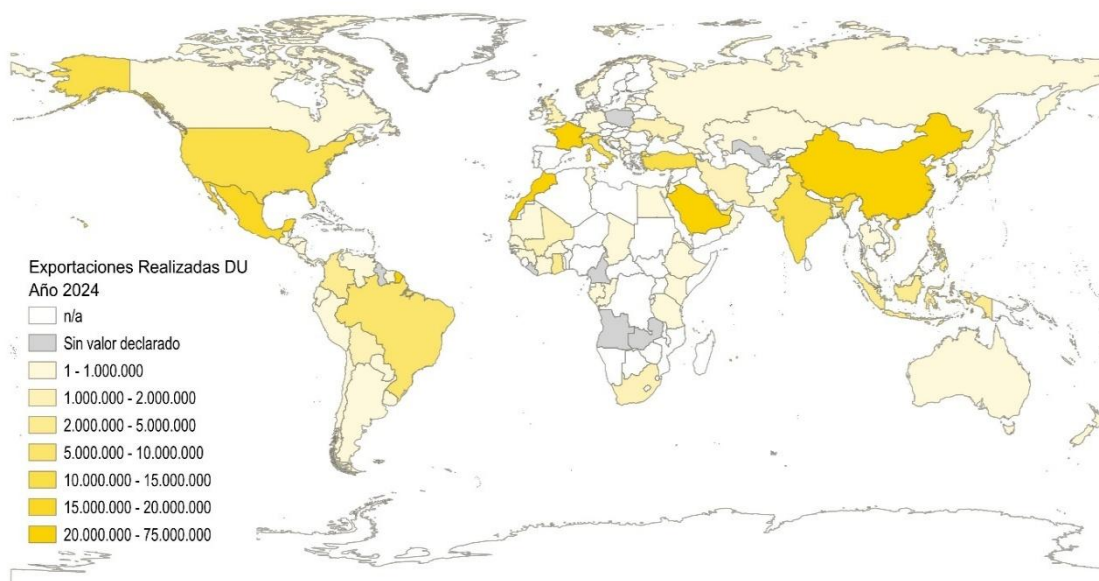 Exportaciones Realizadas DU
Año 2024
n/a
Sin valor declarado
1 - 1.000.000
1.000.000 - 2.000.000
2.000.000 - 5.000.000
5.000.000 - 10.000.000
10.000.000 - 15.000.000
15.000.000 - 20.000.000
20.000.000 - 75.000.000